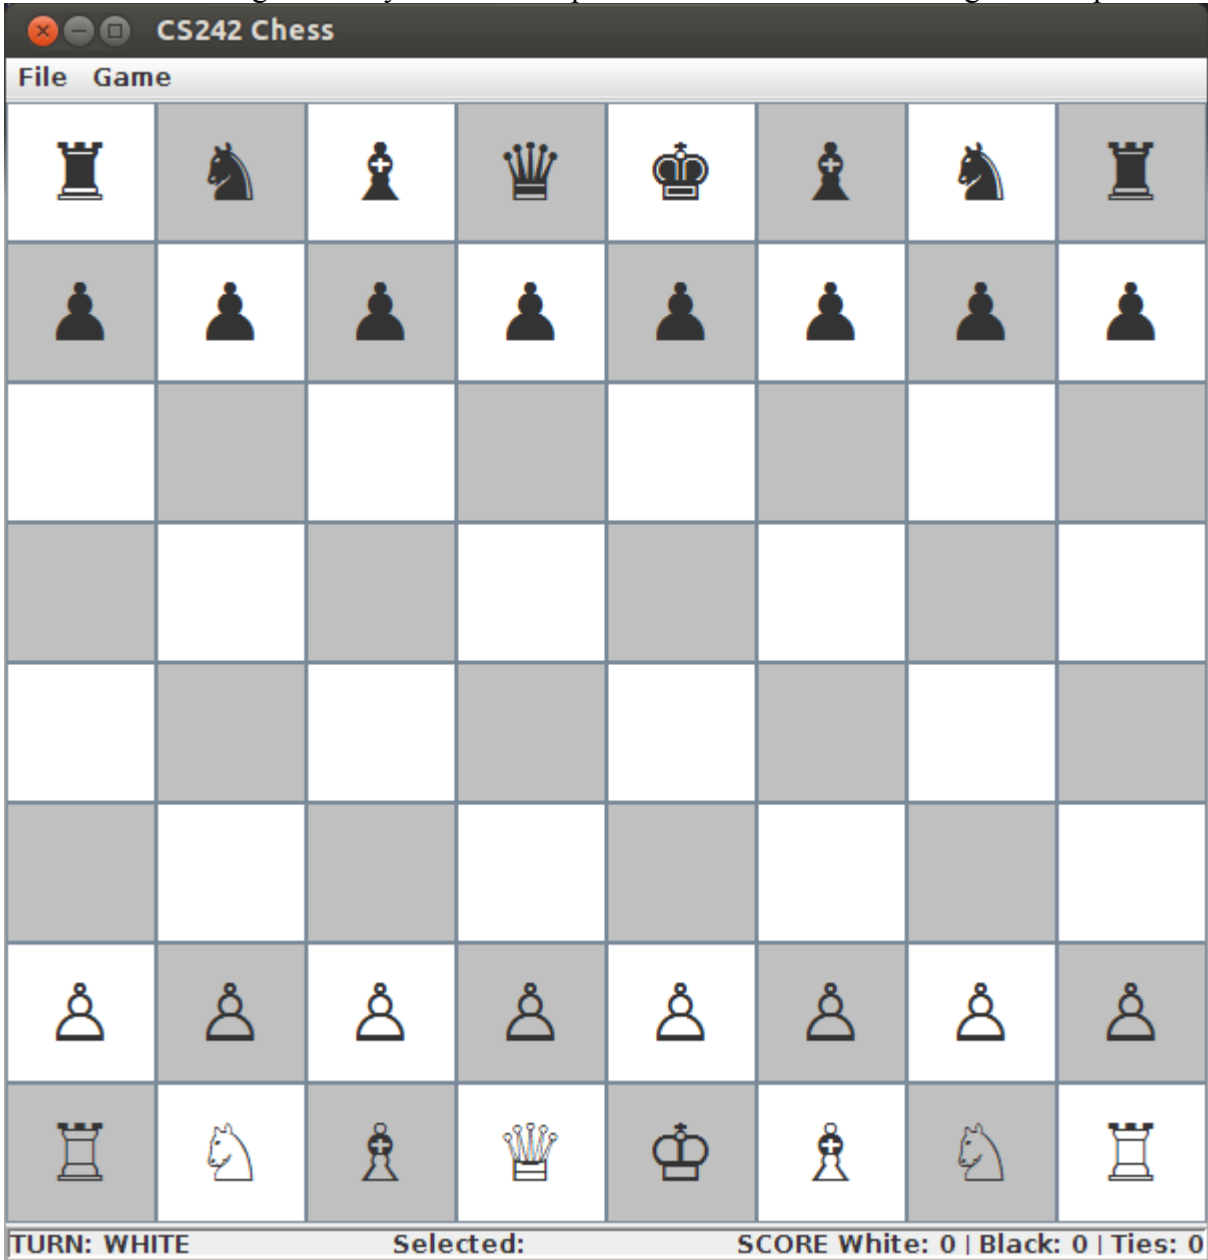 CS242 Chess
File Game
TURN: WHITE Selected: SCORE White: 0 | Black: 0 | Ties: 0